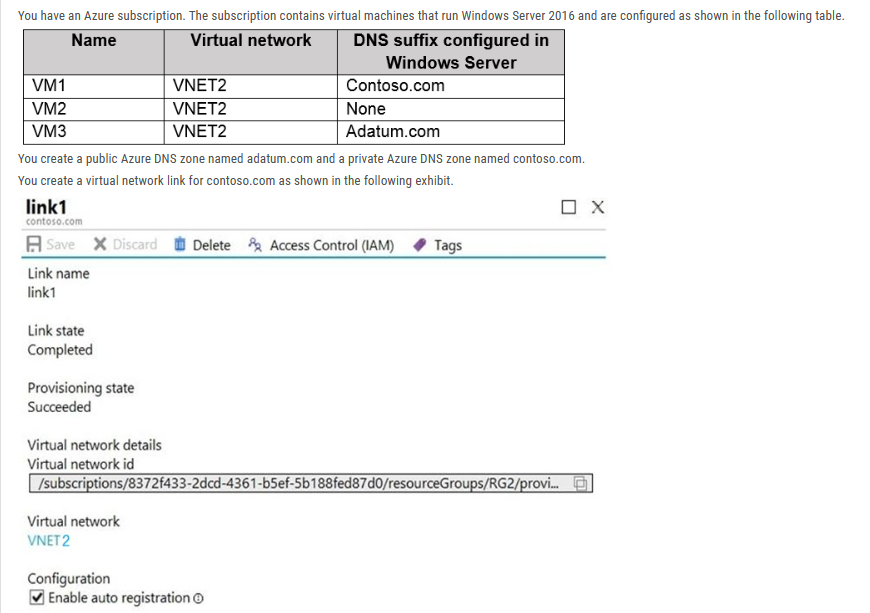 You have an Azure subscription. The subscription contains virtual machines that run Windows Server 2016 and are configured as shown in the following table.
Name Virtual network DNS suffix configured in
Windows Server
VM1 VNET2 Contoso.com
VM2 VNET2 None
VM3 VNET2 Adatum.com
You create a public Azure DNS zone named adatum.com and a private Azure DNS zone named contoso.com.
You create a virtual network link for contoso.com as shown in the following exhibit.
link1
contoso.com
Save Discard Delete Access Control (IAM) Tags
Link name
link1
Link state
Completed
Provisioning state
Succeeded
Virtual network details
Virtual network id
/subscriptions/8372f433-2dcd-4361-b5ef-5b188fed87d0/resourceGroups/RG2/provi...
Virtual network
VNET2
Configuration
Enable auto registration